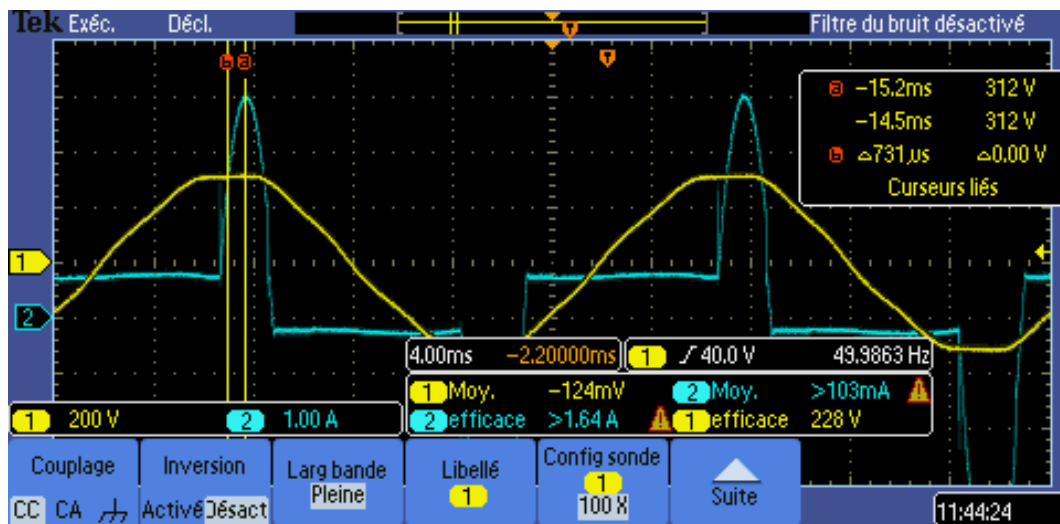 Tek Exéc. Décl. Filtre du bruit désactivé
T
T
b a
a -15.2ms 312 V
-14.5ms 312 V
b △731µs △0.00 V
Curseurs liés
1
2
4.00ms -2.20000ms 1 ∫ 40.0 V 49.9863 Hz
1 Moy. -124mV 2 Moy. >103mA
1 200 V 2 1.00 A 2 efficace >1.64 A 1 efficace 228 V
Couplage Inversion Larg bande Libellé Config sonde
Pleine 1 1 Suite
CC CA Activé Désact 100 X
11:44:24